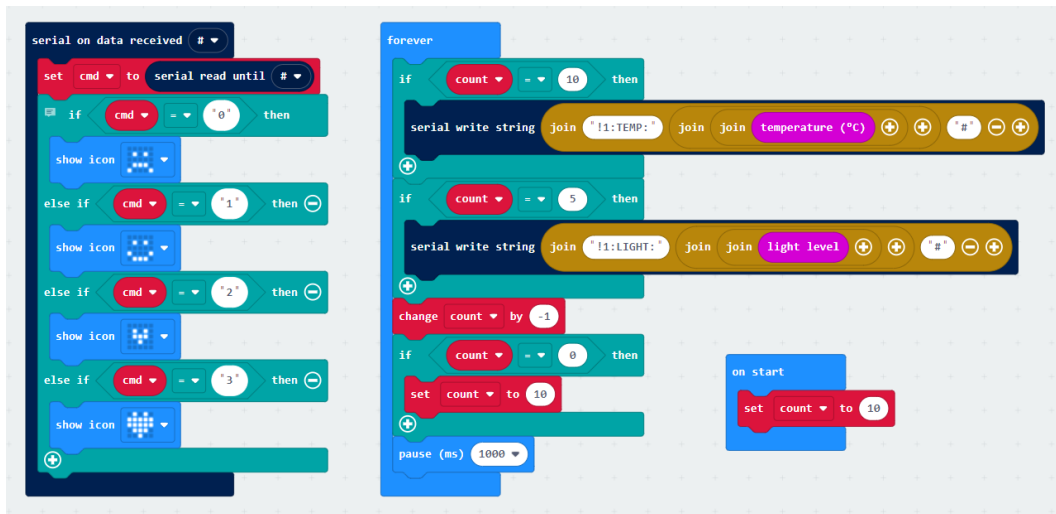 serial on data received #
set cmd to serial read until #
if cmd = "0" then
show icon
else if cmd = "1" then
show icon
else if cmd = "2" then
show icon
else if cmd = "3" then
show icon
forever
if count = 10 then
serial write string join "!1:TEMP:" join join temperature (°C) "#"
if count = 5 then
serial write string join "!1:LIGHT:" join join light level "#"
change count by -1
if count = 0 then
set count to 10
pause (ms) 1000
on start
set count to 10